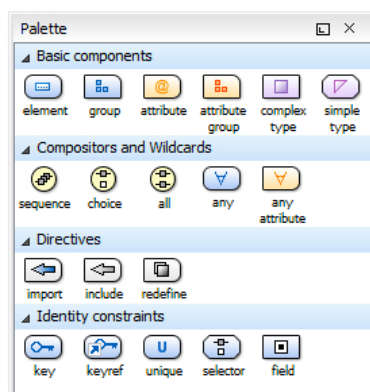 Palette
Basic components
element group attribute attribute group complex type simple type
Compositors and Wildcards
sequence choice all any any attribute
Directives
import include redefine
Identity constraints
U
key keyref unique selector field